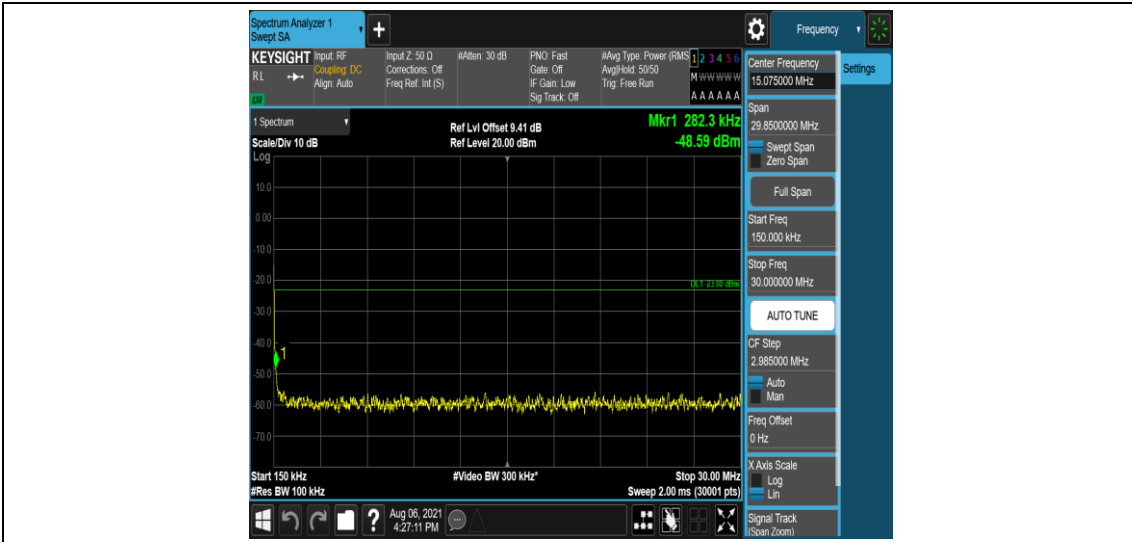 Spectrum Analyzer 1
Swept SA
+
Frequency
KEYSIGHT
RL
LXI
Input: RF
Coupling: DC
Align: Auto
Input Z: 50 Ω
Corrections: Off
Freq Ref: Int (S)
#Atten: 30 dB
PNO: Fast
Gate: Off
IF Gain: Low
Sig Track: Off
#Avg Type: Power (RMS
Avg|Hold: 50/50
Trig: Free Run
1 2 3 4 5 6
M W W W W W
A A A A A A
1 Spectrum
Scale/Div 10 dB
Log
Ref Lvl Offset 9.41 dB
Ref Level 20.00 dBm
Mkr1 282.3 kHz
-48.59 dBm
10.0
0.00
-10.0
-20.0
-30.0
-40.0
-50.0
-60.0
-70.0
DL1 -23.00 dBm
1
Start 150 kHz
#Res BW 100 kHz
#Video BW 300 kHz*
Stop 30.00 MHz
Sweep 2.00 ms (30001 pts)
Center Frequency
15.075000 MHz
Settings
Span
29.8500000 MHz
Swept Span
Zero Span
Full Span
Start Freq
150.000 kHz
Stop Freq
30.000000 MHz
AUTO TUNE
CF Step
2.985000 MHz
Auto
Man
Freq Offset
0 Hz
X Axis Scale
Log
Lin
Signal Track
(Span Zoom)
?
Aug 06, 2021
4:27:11 PM